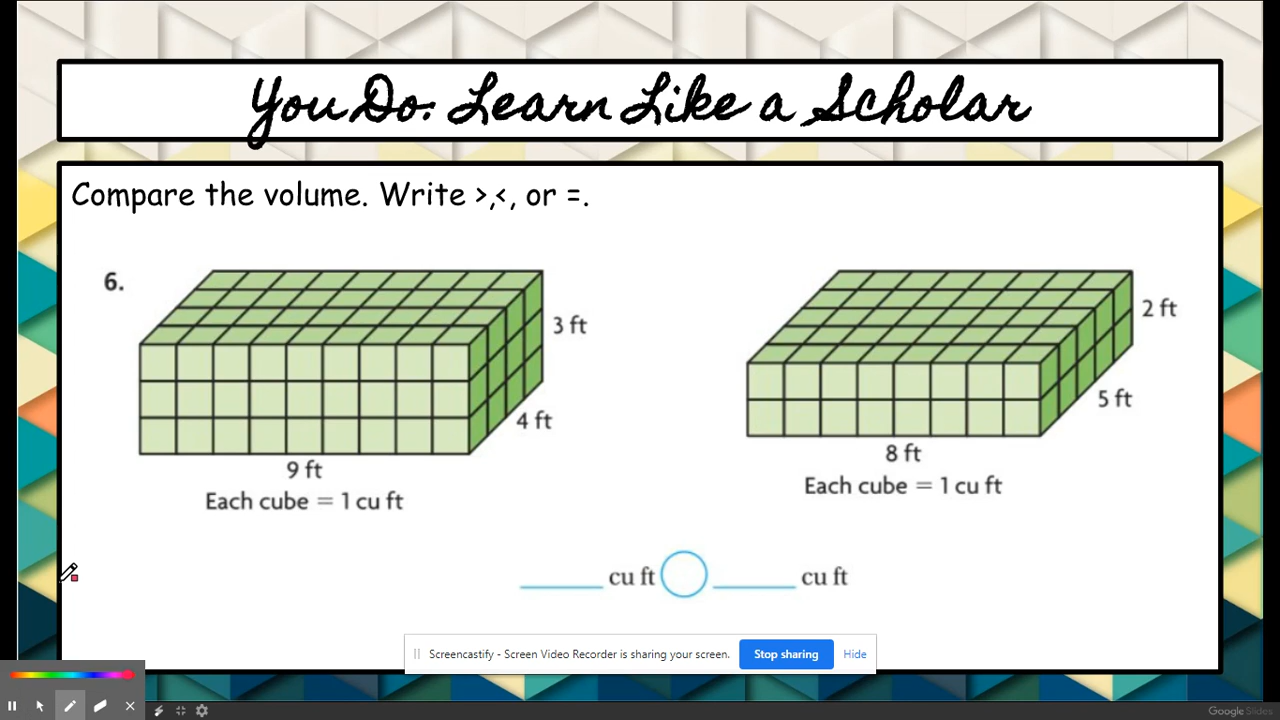 You Do: Learn Like a Scholar
Compare the volume. Write >,<, or =.
6.
3 ft
4 ft
9 ft
Each cube = 1 cu ft
2 ft
5 ft
8 ft
Each cube = 1 cu ft
______ cu ft ______ cu ft
Screencastify - Screen Video Recorder is sharing your screen. Stop sharing Hide
Google Slides